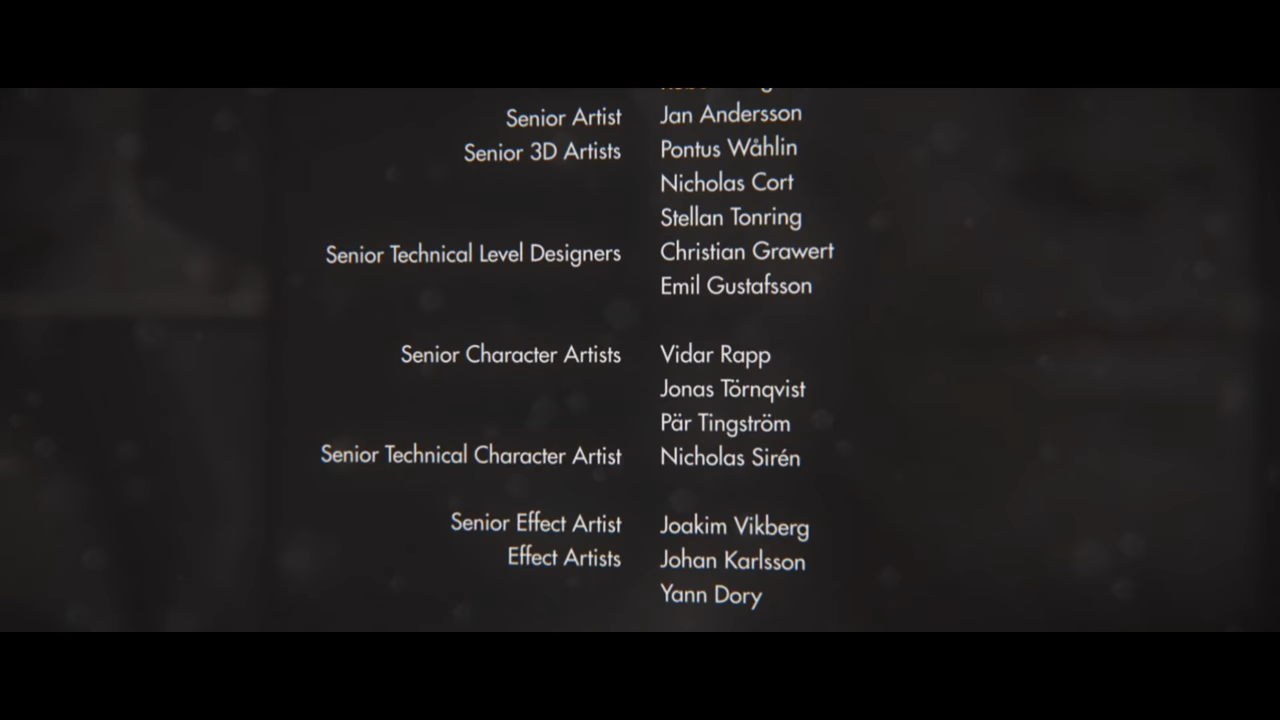 Senior Artist Jan Andersson
Senior 3D Artists Pontus Wåhlin
Nicholas Cort
Stellan Tonring
Senior Technical Level Designers Christian Grawert
Emil Gustafsson
Senior Character Artists Vidar Rapp
Jonas Törnqvist
Pär Tingström
Senior Technical Character Artist Nicholas Sirén
Senior Effect Artist Joakim Vikberg
Effect Artists Johan Karlsson
Yann Dory